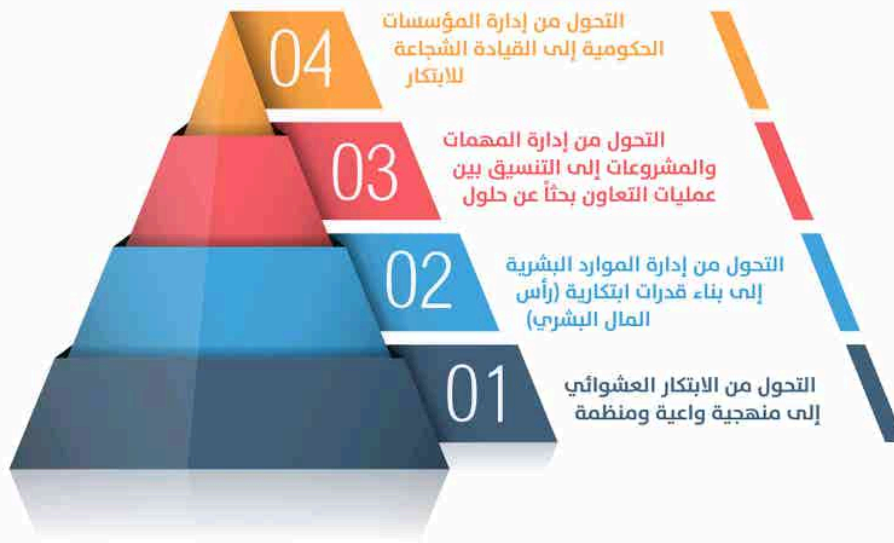 04
التحول من إدارة المؤسسات
الحكومية إلى القيادة الشجاعة
للابتكار
03
التحول من إدارة المهمات
والمشروعات إلى التنسيق بين
عمليات التعاون بحثاً عن حلول
02
التحول من إدارة الموارد البشرية
إلى بناء قدرات ابتكارية (رأس
المال البشري)
01
التحول من الابتكار العشوائي
إلى منهجية واعية ومنظمة